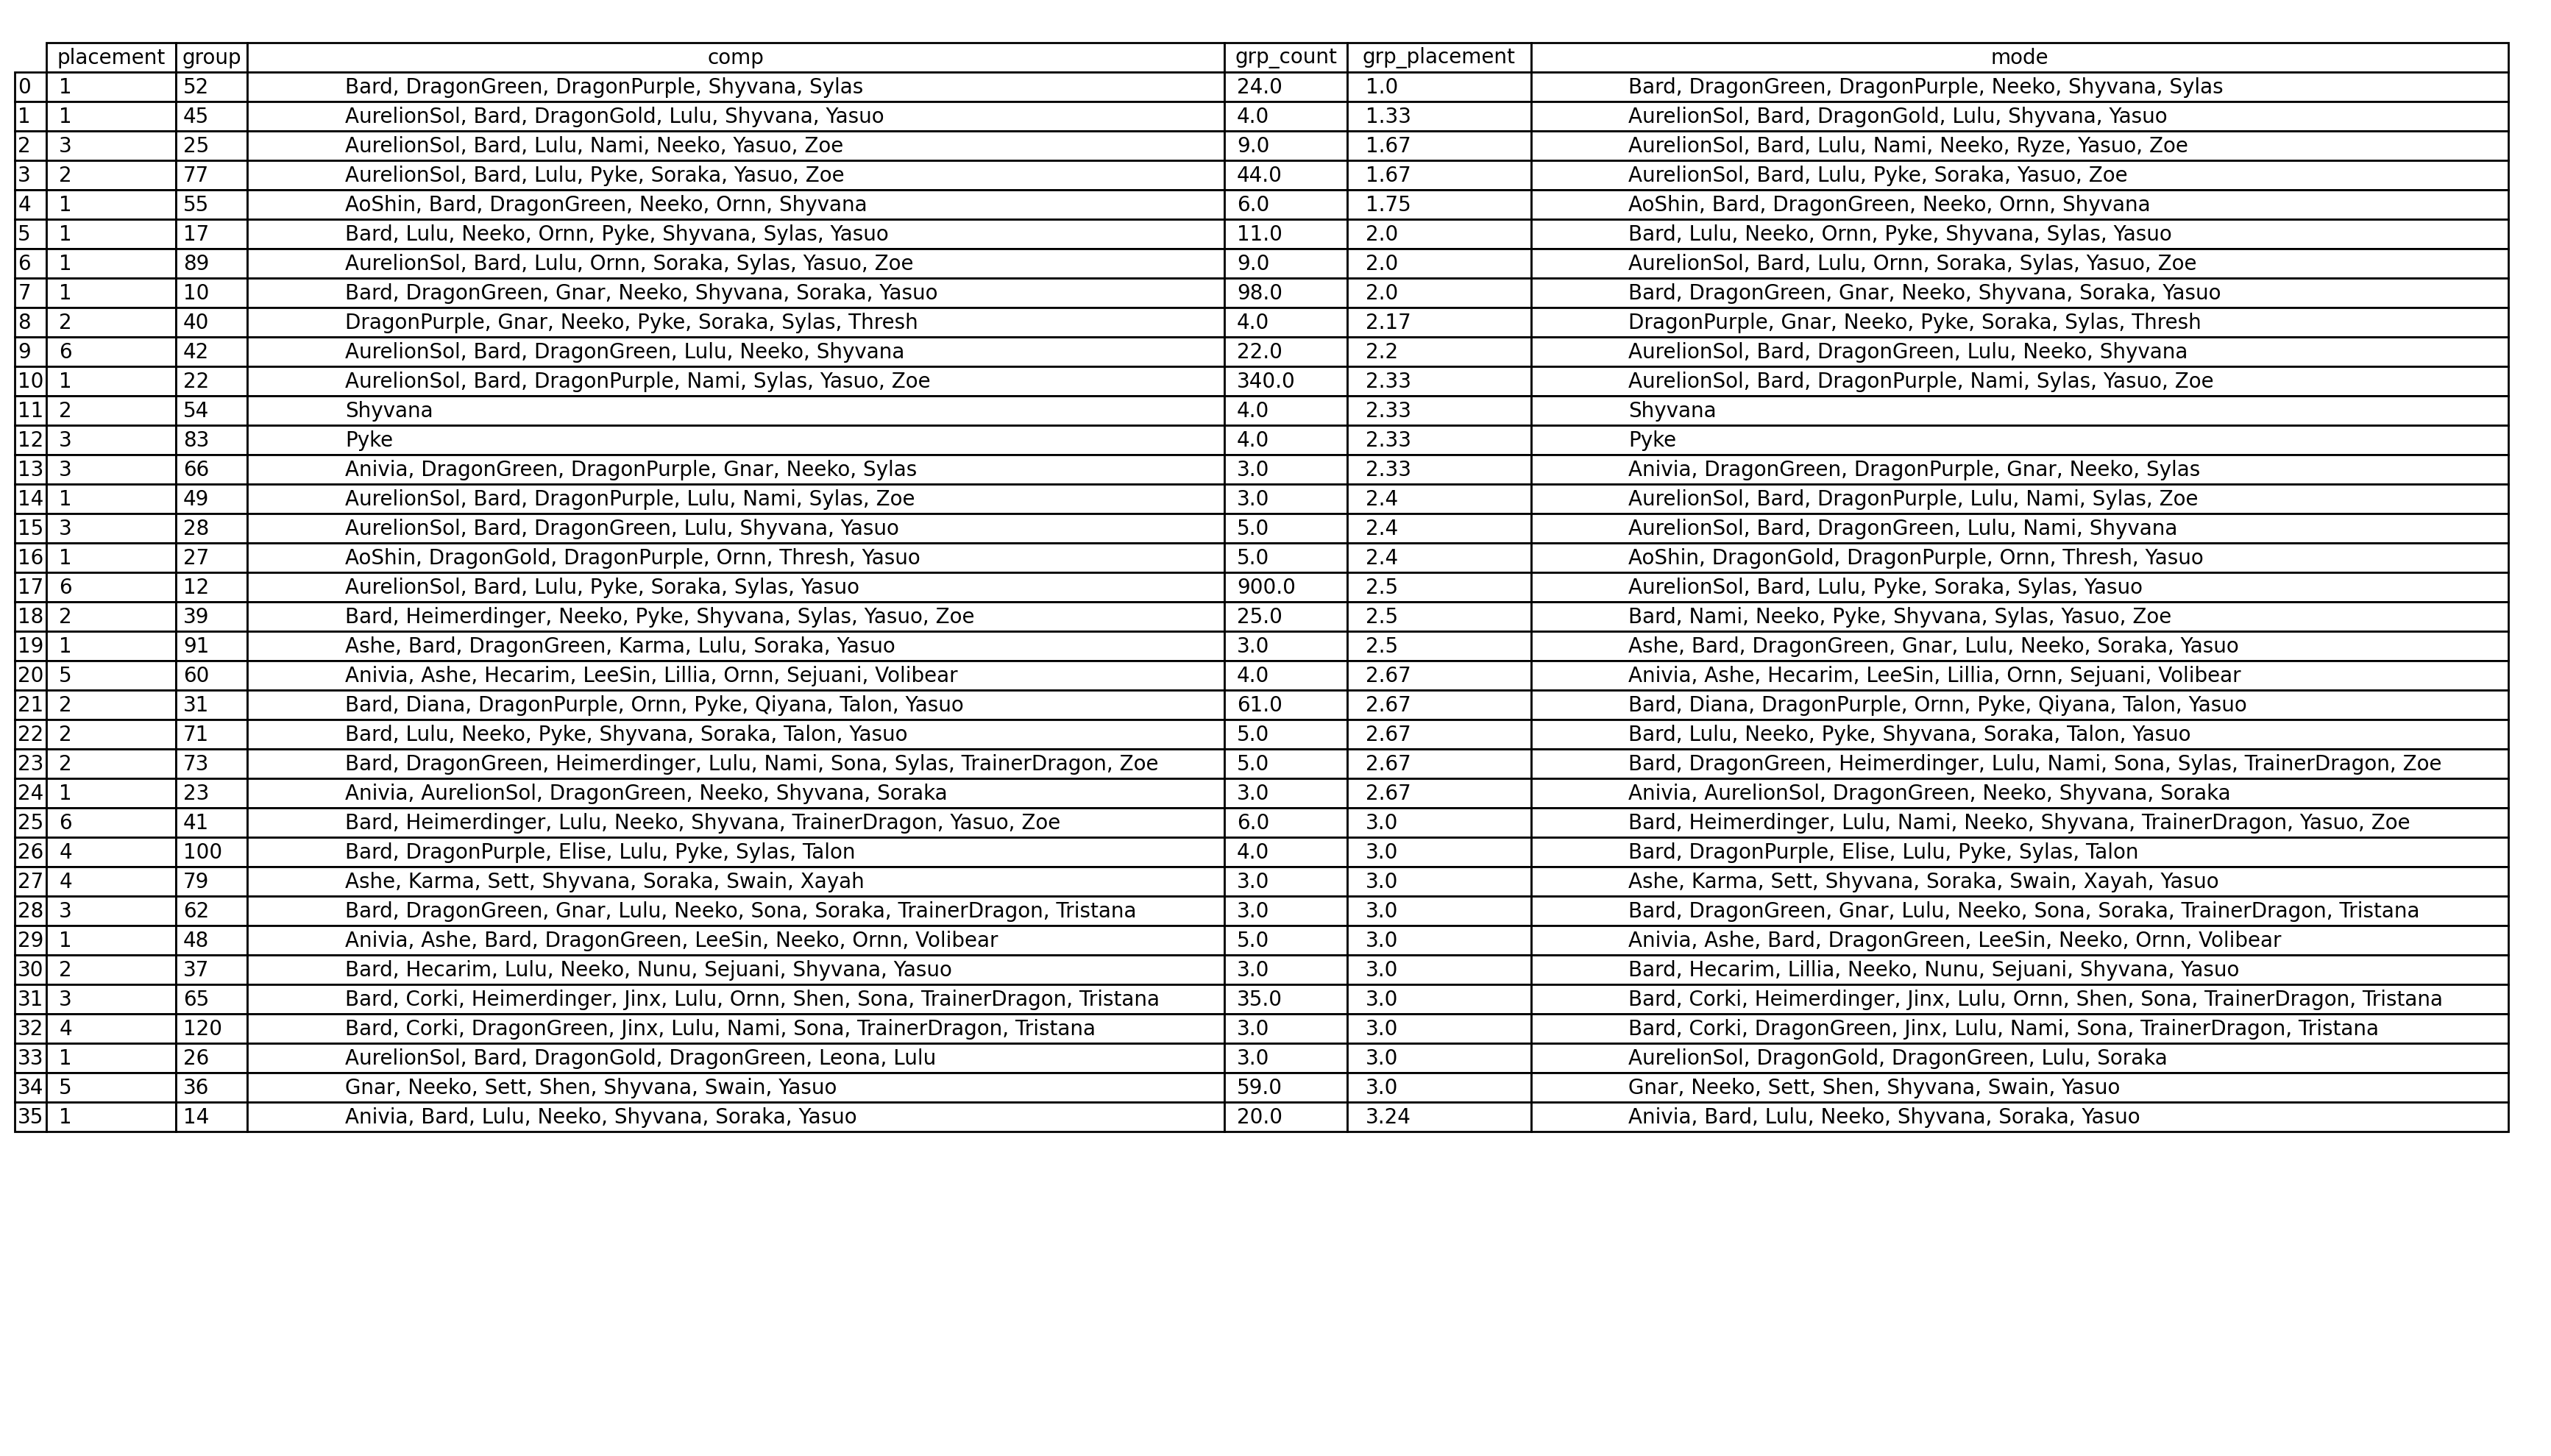 placement group comp grp_count grp_placement mode
0 1 52 Bard, DragonGreen, DragonPurple, Shyvana, Sylas 24.0 1.0 Bard, DragonGreen, DragonPurple, Neeko, Shyvana, Sylas
1 1 45 AurelionSol, Bard, DragonGold, Lulu, Shyvana, Yasuo 4.0 1.33 AurelionSol, Bard, DragonGold, Lulu, Shyvana, Yasuo
2 3 25 AurelionSol, Bard, Lulu, Nami, Neeko, Yasuo, Zoe 9.0 1.67 AurelionSol, Bard, Lulu, Nami, Neeko, Ryze, Yasuo, Zoe
3 2 77 AurelionSol, Bard, Lulu, Pyke, Soraka, Yasuo, Zoe 44.0 1.67 AurelionSol, Bard, Lulu, Pyke, Soraka, Yasuo, Zoe
4 1 55 AoShin, Bard, DragonGreen, Neeko, Ornn, Shyvana 6.0 1.75 AoShin, Bard, DragonGreen, Neeko, Ornn, Shyvana
5 1 17 Bard, Lulu, Neeko, Ornn, Pyke, Shyvana, Sylas, Yasuo 11.0 2.0 Bard, Lulu, Neeko, Ornn, Pyke, Shyvana, Sylas, Yasuo
6 1 89 AurelionSol, Bard, Lulu, Ornn, Soraka, Sylas, Yasuo, Zoe 9.0 2.0 AurelionSol, Bard, Lulu, Ornn, Soraka, Sylas, Yasuo, Zoe
7 1 10 Bard, DragonGreen, Gnar, Neeko, Shyvana, Soraka, Yasuo 98.0 2.0 Bard, DragonGreen, Gnar, Neeko, Shyvana, Soraka, Yasuo
8 2 40 DragonPurple, Gnar, Neeko, Pyke, Soraka, Sylas, Thresh 4.0 2.17 DragonPurple, Gnar, Neeko, Pyke, Soraka, Sylas, Thresh
9 6 42 AurelionSol, Bard, DragonGreen, Lulu, Neeko, Shyvana 22.0 2.2 AurelionSol, Bard, DragonGreen, Lulu, Neeko, Shyvana
10 1 22 AurelionSol, Bard, DragonPurple, Nami, Sylas, Yasuo, Zoe 340.0 2.33 AurelionSol, Bard, DragonPurple, Nami, Sylas, Yasuo, Zoe
11 2 54 Shyvana 4.0 2.33 Shyvana
12 3 83 Pyke 4.0 2.33 Pyke
13 3 66 Anivia, DragonGreen, DragonPurple, Gnar, Neeko, Sylas 3.0 2.33 Anivia, DragonGreen, DragonPurple, Gnar, Neeko, Sylas
14 1 49 AurelionSol, Bard, DragonPurple, Lulu, Nami, Sylas, Zoe 3.0 2.4 AurelionSol, Bard, DragonPurple, Lulu, Nami, Sylas, Zoe
15 3 28 AurelionSol, Bard, DragonGreen, Lulu, Shyvana, Yasuo 5.0 2.4 AurelionSol, Bard, DragonGreen, Lulu, Nami, Shyvana
16 1 27 AoShin, DragonGold, DragonPurple, Ornn, Thresh, Yasuo 5.0 2.4 AoShin, DragonGold, DragonPurple, Ornn, Thresh, Yasuo
17 6 12 AurelionSol, Bard, Lulu, Pyke, Soraka, Sylas, Yasuo 900.0 2.5 AurelionSol, Bard, Lulu, Pyke, Soraka, Sylas, Yasuo
18 2 39 Bard, Heimerdinger, Neeko, Pyke, Shyvana, Sylas, Yasuo, Zoe 25.0 2.5 Bard, Nami, Neeko, Pyke, Shyvana, Sylas, Yasuo, Zoe
19 1 91 Ashe, Bard, DragonGreen, Karma, Lulu, Soraka, Yasuo 3.0 2.5 Ashe, Bard, DragonGreen, Gnar, Lulu, Neeko, Soraka, Yasuo
20 5 60 Anivia, Ashe, Hecarim, LeeSin, Lillia, Ornn, Sejuani, Volibear 4.0 2.67 Anivia, Ashe, Hecarim, LeeSin, Lillia, Ornn, Sejuani, Volibear
21 2 31 Bard, Diana, DragonPurple, Ornn, Pyke, Qiyana, Talon, Yasuo 61.0 2.67 Bard, Diana, DragonPurple, Ornn, Pyke, Qiyana, Talon, Yasuo
22 2 71 Bard, Lulu, Neeko, Pyke, Shyvana, Soraka, Talon, Yasuo 5.0 2.67 Bard, Lulu, Neeko, Pyke, Shyvana, Soraka, Talon, Yasuo
23 2 73 Bard, DragonGreen, Heimerdinger, Lulu, Nami, Sona, Sylas, TrainerDragon, Zoe 5.0 2.67 Bard, DragonGreen, Heimerdinger, Lulu, Nami, Sona, Sylas, TrainerDragon, Zoe
24 1 23 Anivia, AurelionSol, DragonGreen, Neeko, Shyvana, Soraka 3.0 2.67 Anivia, AurelionSol, DragonGreen, Neeko, Shyvana, Soraka
25 6 41 Bard, Heimerdinger, Lulu, Neeko, Shyvana, TrainerDragon, Yasuo, Zoe 6.0 3.0 Bard, Heimerdinger, Lulu, Nami, Neeko, Shyvana, TrainerDragon, Yasuo, Zoe
26 4 100 Bard, DragonPurple, Elise, Lulu, Pyke, Sylas, Talon 4.0 3.0 Bard, DragonPurple, Elise, Lulu, Pyke, Sylas, Talon
27 4 79 Ashe, Karma, Sett, Shyvana, Soraka, Swain, Xayah 3.0 3.0 Ashe, Karma, Sett, Shyvana, Soraka, Swain, Xayah, Yasuo
28 3 62 Bard, DragonGreen, Gnar, Lulu, Neeko, Sona, Soraka, TrainerDragon, Tristana 3.0 3.0 Bard, DragonGreen, Gnar, Lulu, Neeko, Sona, Soraka, TrainerDragon, Tristana
29 1 48 Anivia, Ashe, Bard, DragonGreen, LeeSin, Neeko, Ornn, Volibear 5.0 3.0 Anivia, Ashe, Bard, DragonGreen, LeeSin, Neeko, Ornn, Volibear
30 2 37 Bard, Hecarim, Lulu, Neeko, Nunu, Sejuani, Shyvana, Yasuo 3.0 3.0 Bard, Hecarim, Lillia, Neeko, Nunu, Sejuani, Shyvana, Yasuo
31 3 65 Bard, Corki, Heimerdinger, Jinx, Lulu, Ornn, Shen, Sona, TrainerDragon, Tristana 35.0 3.0 Bard, Corki, Heimerdinger, Jinx, Lulu, Ornn, Shen, Sona, TrainerDragon, Tristana
32 4 120 Bard, Corki, DragonGreen, Jinx, Lulu, Nami, Sona, TrainerDragon, Tristana 3.0 3.0 Bard, Corki, DragonGreen, Jinx, Lulu, Nami, Sona, TrainerDragon, Tristana
33 1 26 AurelionSol, Bard, DragonGold, DragonGreen, Leona, Lulu 3.0 3.0 AurelionSol, DragonGold, DragonGreen, Lulu, Soraka
34 5 36 Gnar, Neeko, Sett, Shen, Shyvana, Swain, Yasuo 59.0 3.0 Gnar, Neeko, Sett, Shen, Shyvana, Swain, Yasuo
35 1 14 Anivia, Bard, Lulu, Neeko, Shyvana, Soraka, Yasuo 20.0 3.24 Anivia, Bard, Lulu, Neeko, Shyvana, Soraka, Yasuo